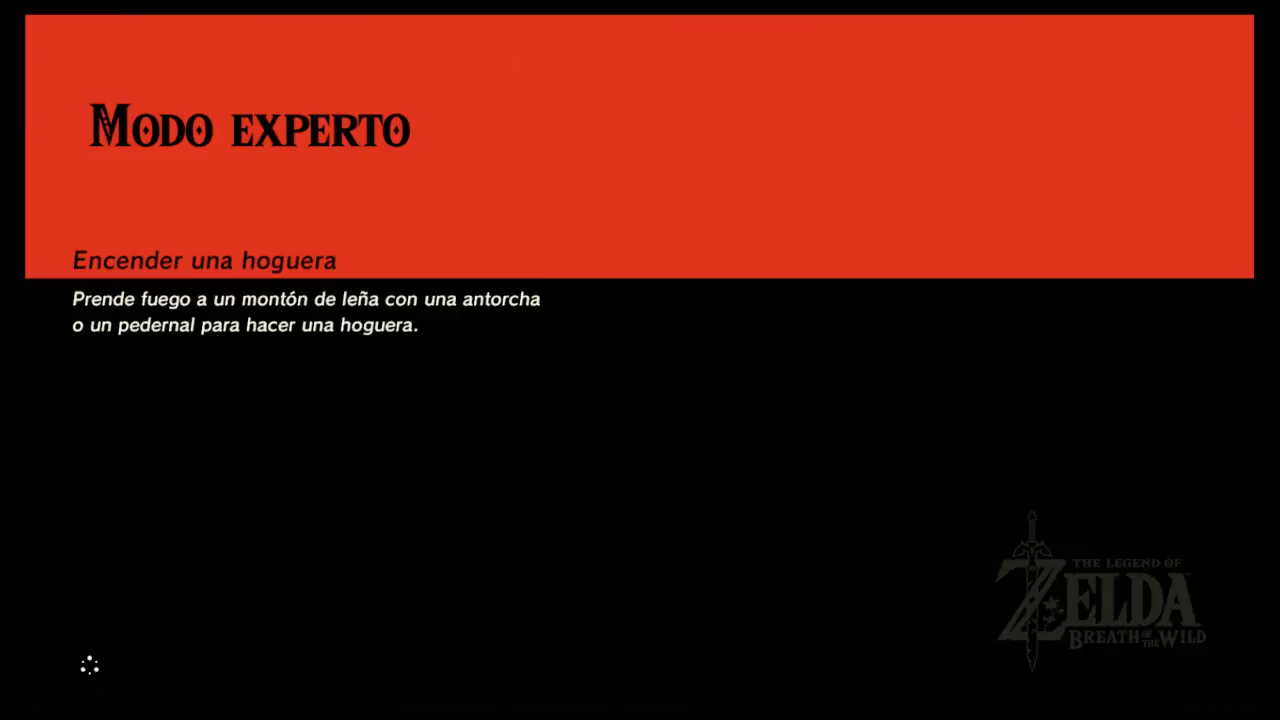 Modo experto
Encender una hoguera
Prende fuego a un montón de leña con una antorcha
o un pedernal para hacer una hoguera.
THE LEGEND OF
ZELDA
BREATH OF THE WILD